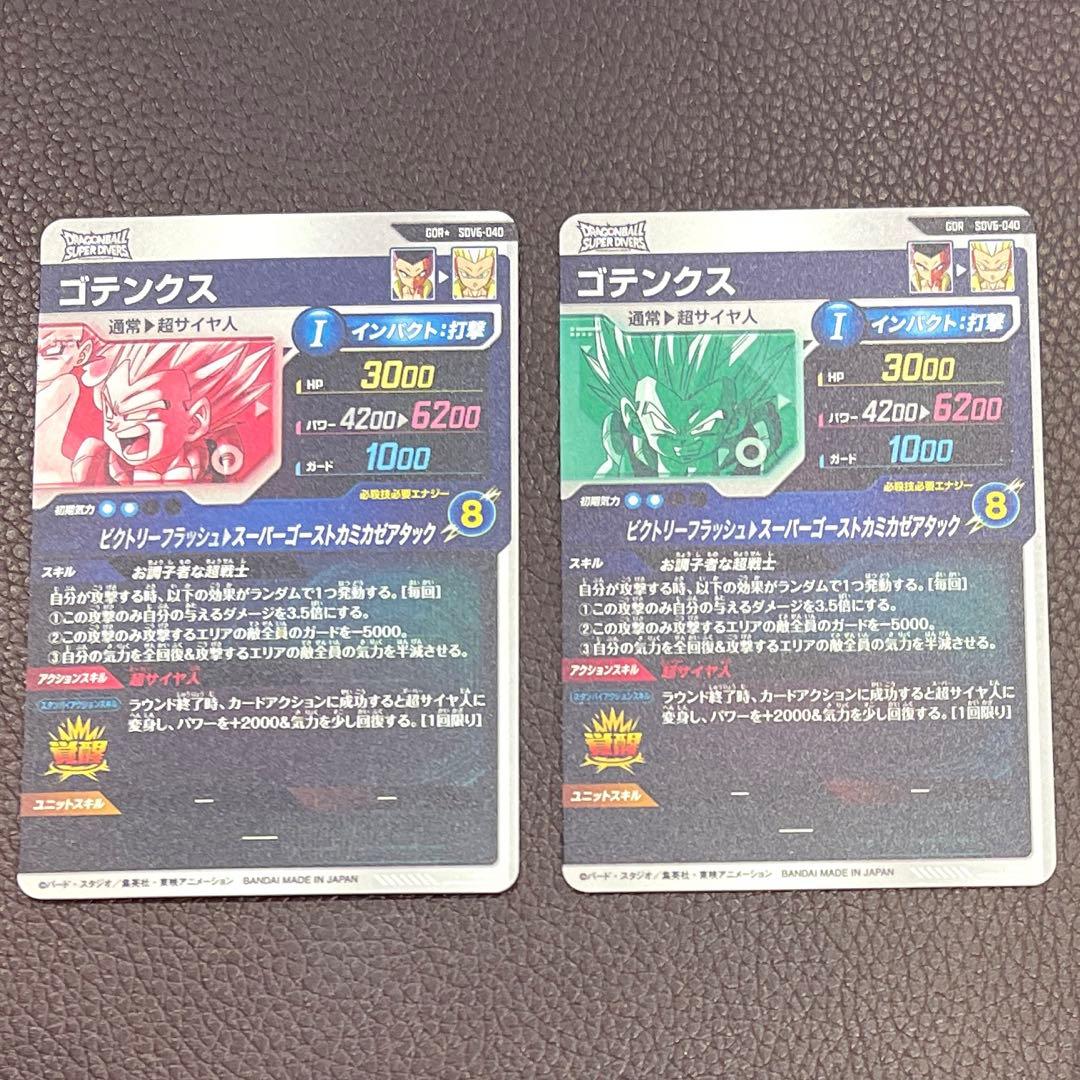 DRAGONBALL
SUPER DIVERS
GDR★ SDV6-040
ゴテンクス
通常▶超サイヤ人
I インパクト:打撃
HP 3000
パワー 4200▶6200
ガード 1000
初期気力
必殺技必要エナジー
8
ビクトリーフラッシュ▶スーパーゴーストカミカゼアタック
スキル お調子者な超戦士
自分が攻撃する時、以下の効果がランダムで1つ発動する。[毎回]
①この攻撃のみ自分の与えるダメージを3.5倍にする。
②この攻撃のみ攻撃するエリアの敵全員のガードを-5000。
③自分の気力を全回復&攻撃するエリアの敵全員の気力を半減させる。
アクションスキル 超サイヤ人
スタンバイアクションスキル
ラウンド終了時、カードアクションに成功すると超サイヤ人に
変身し、パワーを+2000&気力を少し回復する。[1回限り]
覚醒
ユニットスキル
©バード・スタジオ/集英社・東映アニメーション BANDAI MADE IN JAPAN
DRAGONBALL
SUPER DIVERS
GDR SDV6-040
ゴテンクス
通常▶超サイヤ人
I インパクト:打撃
HP 3000
パワー 4200▶6200
ガード 1000
初期気力
必殺技必要エナジー
8
ビクトリーフラッシュ▶スーパーゴーストカミカゼアタック
スキル お調子者な超戦士
自分が攻撃する時、以下の効果がランダムで1つ発動する。[毎回]
①この攻撃のみ自分の与えるダメージを3.5倍にする。
②この攻撃のみ攻撃するエリアの敵全員のガードを-5000。
③自分の気力を全回復&攻撃するエリアの敵全員の気力を半減させる。
アクションスキル 超サイヤ人
スタンバイアクションスキル
ラウンド終了時、カードアクションに成功すると超サイヤ人に
変身し、パワーを+2000&気力を少し回復する。[1回限り]
覚醒
ユニットスキル
©バード・スタジオ/集英社・東映アニメーション BANDAI MADE IN JAPAN